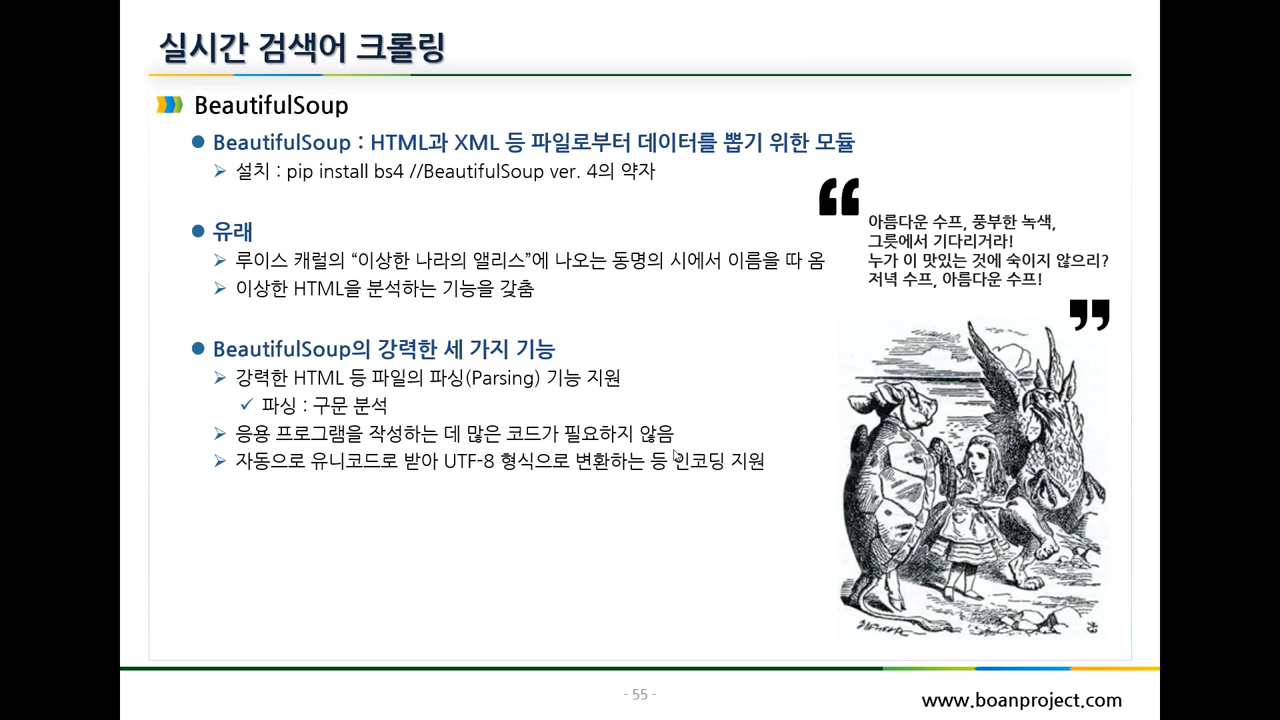 실시간 검색어 크롤링
BeautifulSoup
BeautifulSoup : HTML과 XML 등 파일로부터 데이터를 뽑기 위한 모듈
설치 : pip install bs4 //BeautifulSoup ver. 4의 약자
유래
루이스 캐럴의 “이상한 나라의 앨리스”에 나오는 동명의 시에서 이름을 따 옴
이상한 HTML을 분석하는 기능을 갖춤
“
아름다운 수프, 풍부한 녹색,
그릇에서 기다리거라!
누가 이 맛있는 것에 숙이지 않으리?
저녁 수프, 아름다운 수프!
”
BeautifulSoup의 강력한 세 가지 기능
강력한 HTML 등 파일의 파싱(Parsing) 기능 지원
파싱 : 구문 분석
응용 프로그램을 작성하는 데 많은 코드가 필요하지 않음
자동으로 유니코드로 받아 UTF-8 형식으로 변환하는 등 인코딩 지원
- 55 -
www.boanproject.com